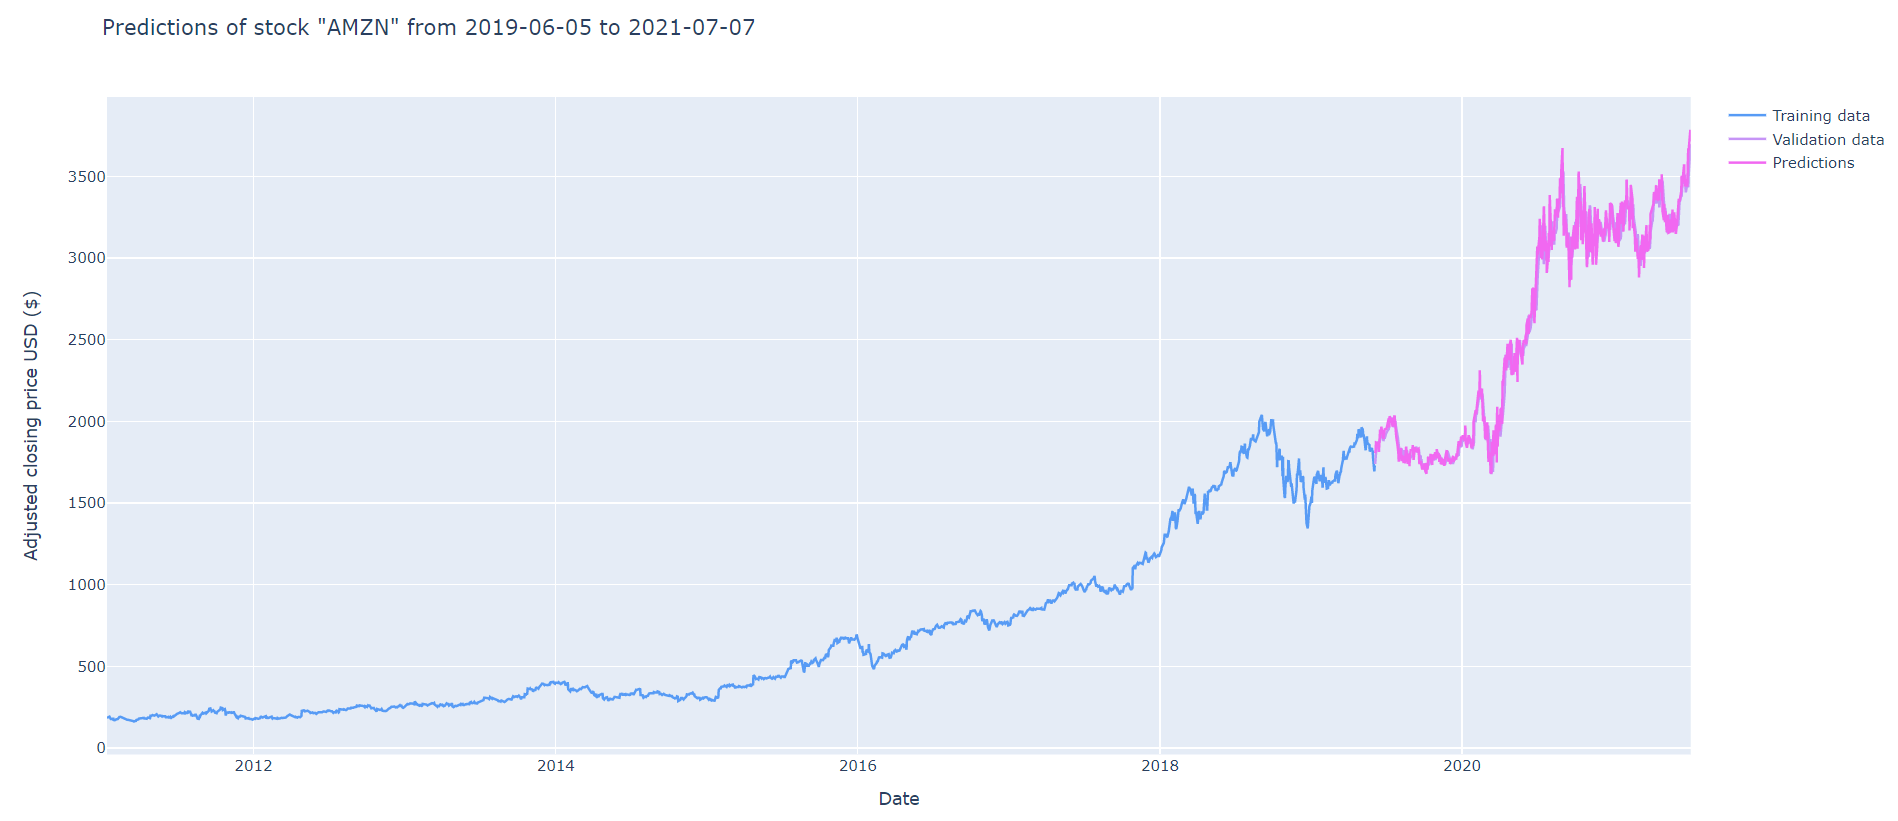 Predictions of stock "AMZN" from 2019-06-05 to 2021-07-07
Training data
Validation data
Predictions
Adjusted closing price USD ($)
3500
3000
2500
2000
1500
1000
500
0
2012
2014
2016
2018
2020
Date